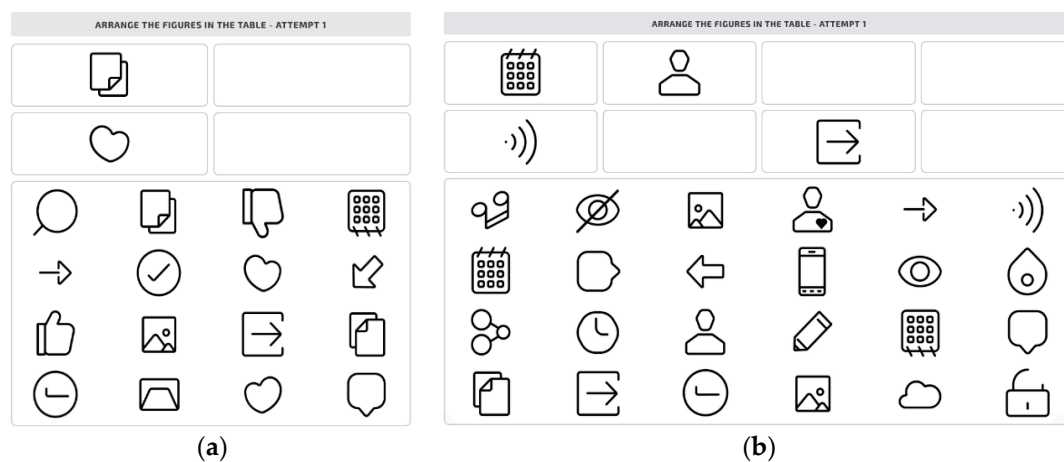 ARRANGE THE FIGURES IN THE TABLE - ATTEMPT 1
ARRANGE THE FIGURES IN THE TABLE - ATTEMPT 1
(a)
(b)